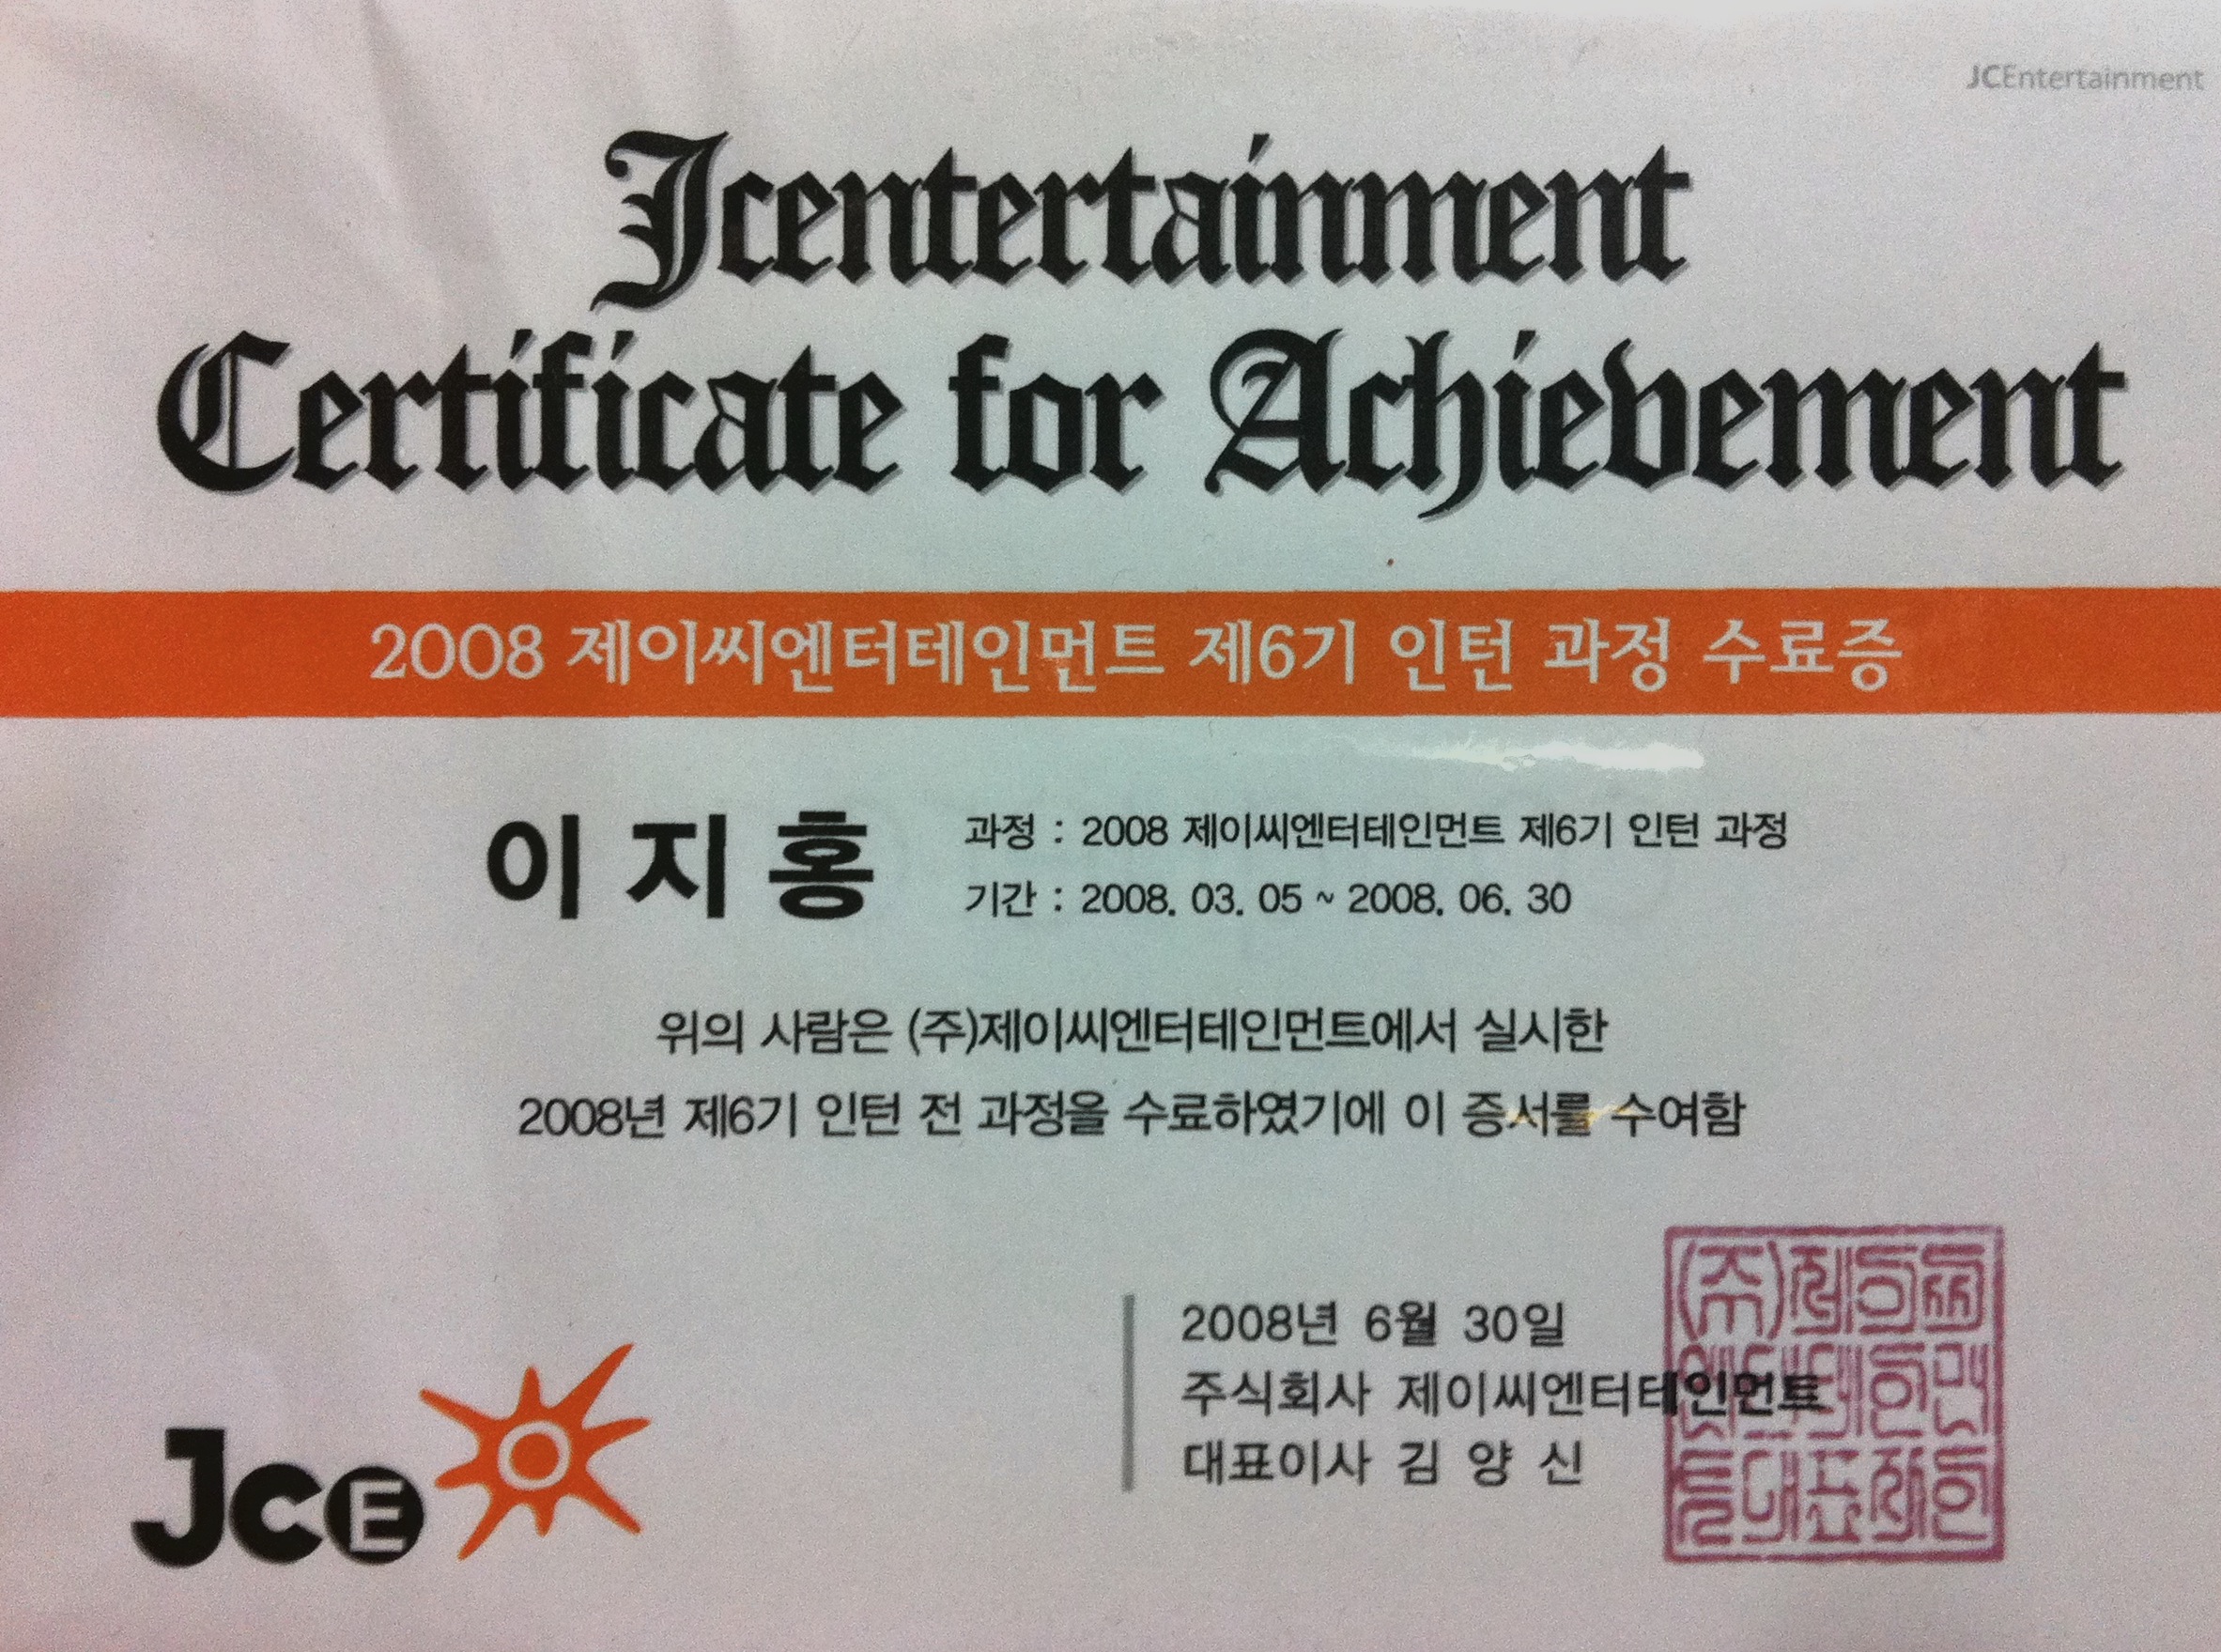 JCEntertainment
Jcentertainment
Certificate for Achievement
2008 제이씨엔터테인먼트 제6기 인턴 과정 수료증
이 지 홍
과정 : 2008 제이씨엔터테인먼트 제6기 인턴 과정
기간 : 2008. 03. 05 ~ 2008. 06. 30
위의 사람은 (주)제이씨엔터테인먼트에서 실시한
2008년 제6기 인턴 전 과정을 수료하였기에 이 증서를 수여함
2008년 6월 30일
주식회사 제이씨엔터테인먼트
대표이사 김 양 신
JCE